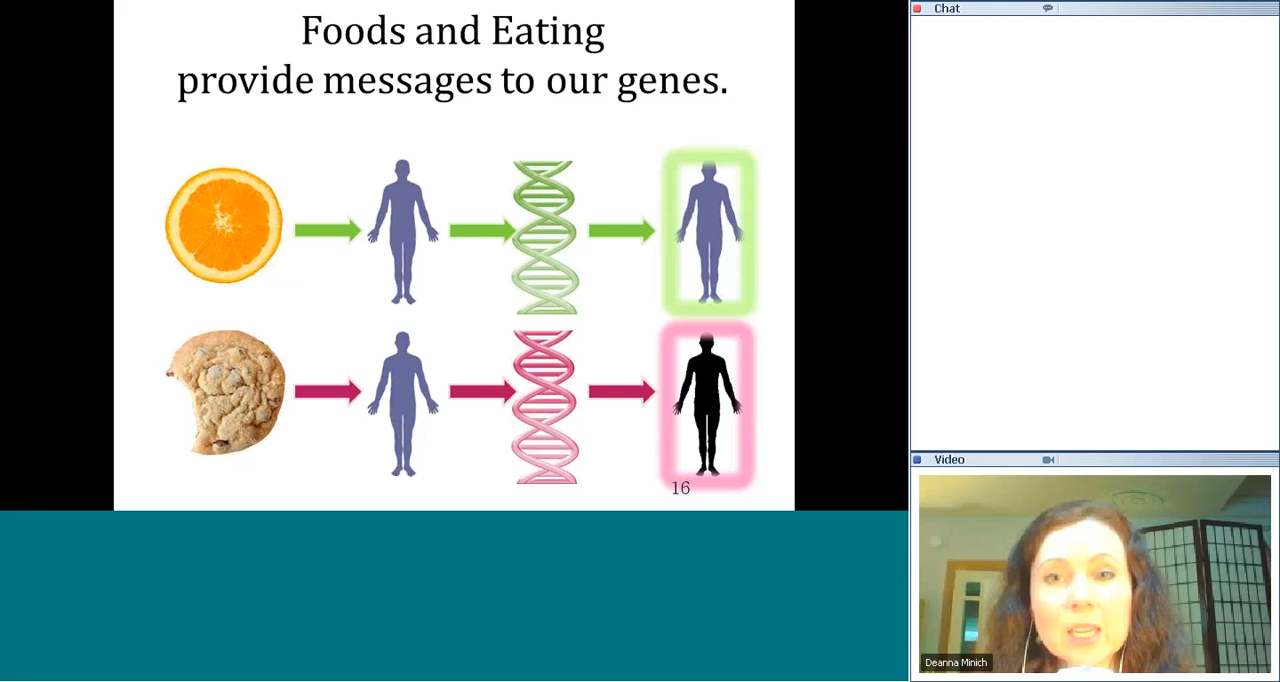 Foods and Eating
provide messages to our genes.
16
Chat
Video
Deanna Minich